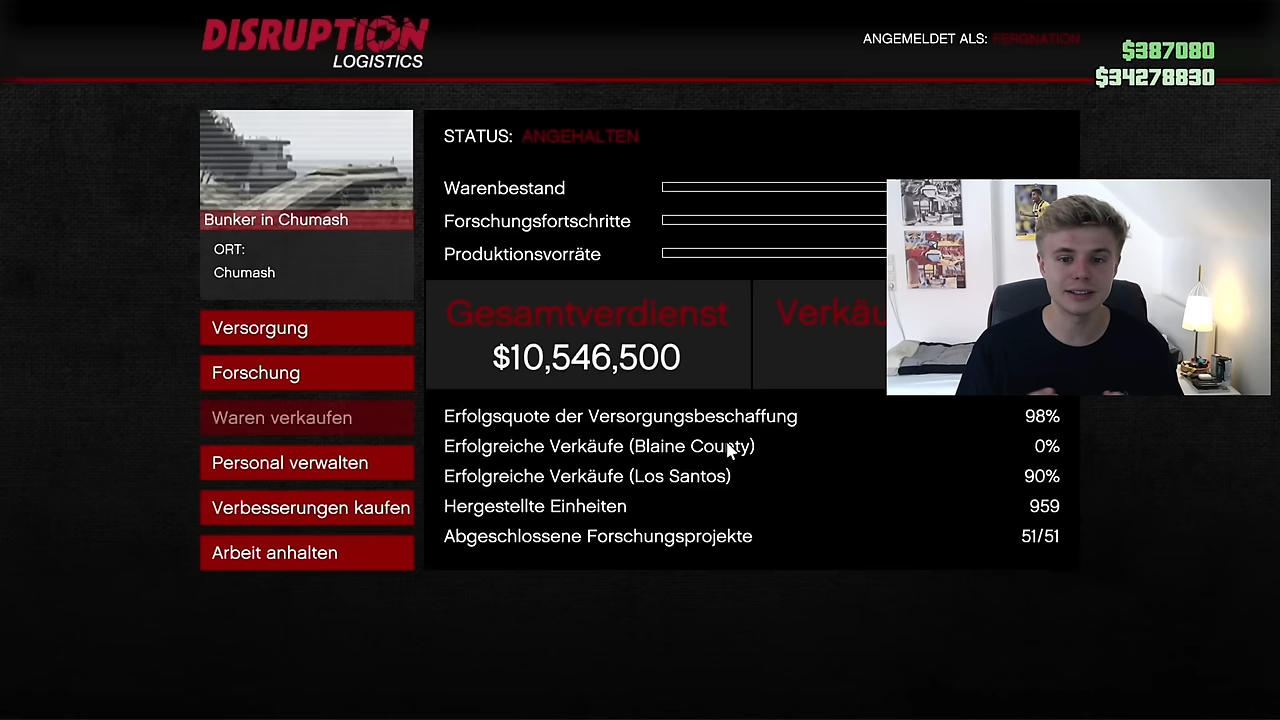 DISRUPTION
LOGISTICS
ANGEMELDET ALS: FERGNATION
$387080
$34278830
Bunker in Chumash
ORT:
Chumash
Versorgung
Forschung
Waren verkaufen
Personal verwalten
Verbesserungen kaufen
Arbeit anhalten
STATUS: ANGEHALTEN
Warenbestand
Forschungsfortschritte
Produktionsvorräte
Gesamtverdienst
$10,546,500
Verkäu
Erfolgsquote der Versorgungsbeschaffung 98%
Erfolgreiche Verkäufe (Blaine County) 0%
Erfolgreiche Verkäufe (Los Santos) 90%
Hergestellte Einheiten 959
Abgeschlossene Forschungsprojekte 51/51